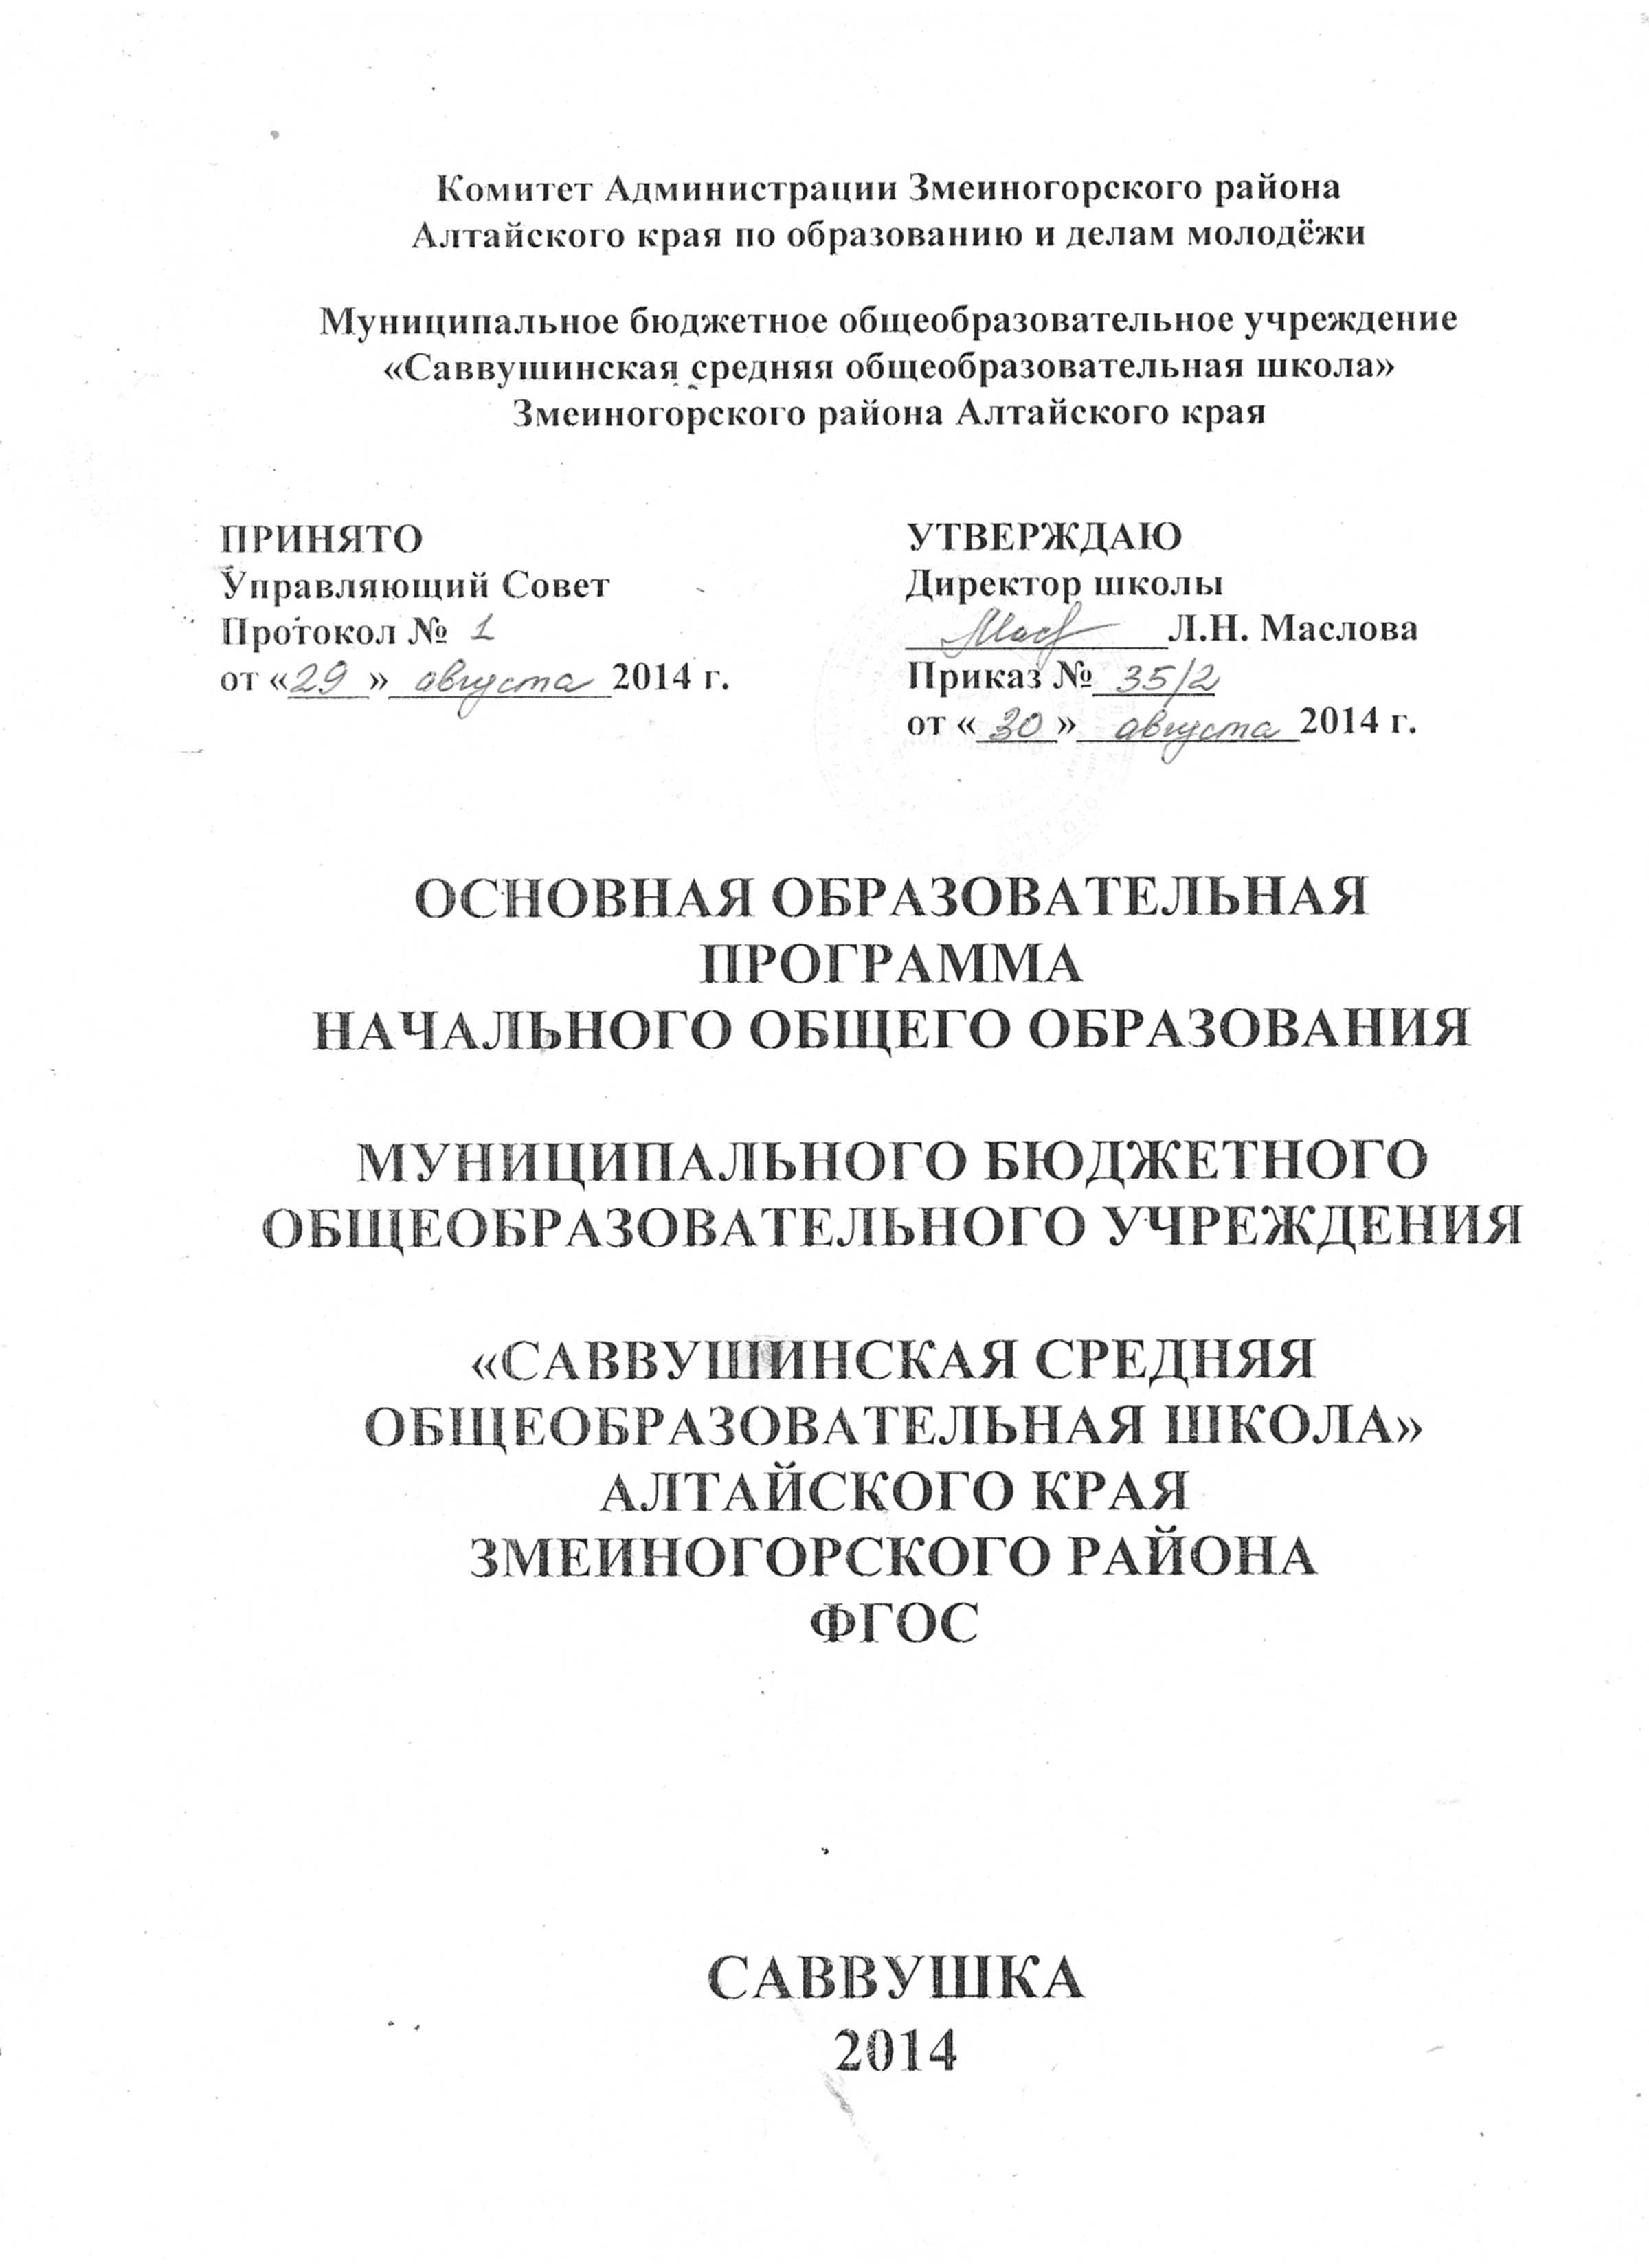 Комитет Администрации Змеиногорского района
Алтайского края по образованию и делам молодёжи
Муниципальное бюджетное общеобразовательное учреждение
«Саввушинская средняя общеобразовательная школа»
Змеиногорского района Алтайского края
ПРИНЯТО
Управляющий Совет
Протокол № 1
от «29» августа 2014 г.
УТВЕРЖДАЮ
Директор школы
Л.Н. Маслова
Приказ № 35/2
от «30» августа 2014 г.
ОСНОВНАЯ ОБРАЗОВАТЕЛЬНАЯ
ПРОГРАММА
НАЧАЛЬНОГО ОБЩЕГО ОБРАЗОВАНИЯ
МУНИЦИПАЛЬНОГО БЮДЖЕТНОГО
ОБЩЕОБРАЗОВАТЕЛЬНОГО УЧРЕЖДЕНИЯ
«САВВУШИНСКАЯ СРЕДНЯЯ
ОБЩЕОБРАЗОВАТЕЛЬНАЯ ШКОЛА»
АЛТАЙСКОГО КРАЯ
ЗМЕИНОГОРСКОГО РАЙОНА
ФГОС
САВВУШКА
2014